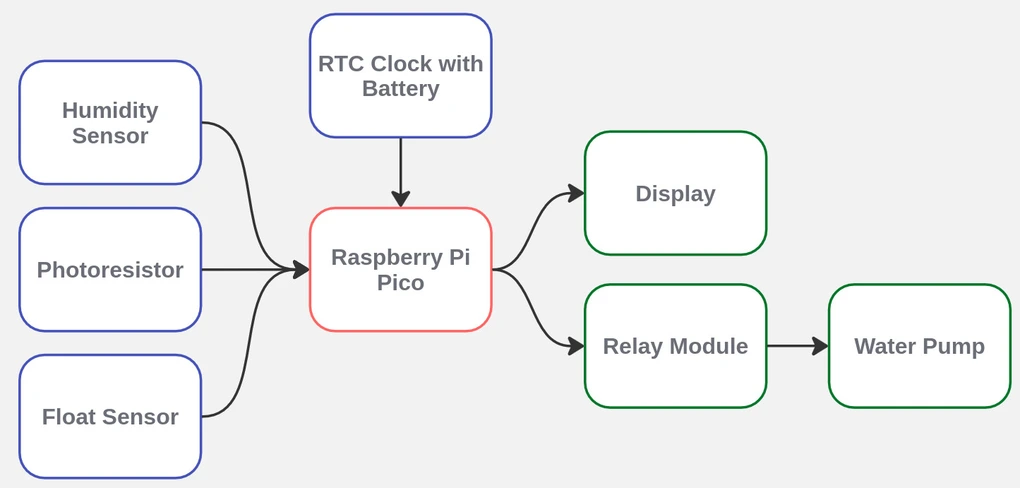 RTC Clock with
Battery
Humidity
Sensor
Display
Raspberry Pi
Pico
Photoresistor
Relay Module
Water Pump
Float Sensor